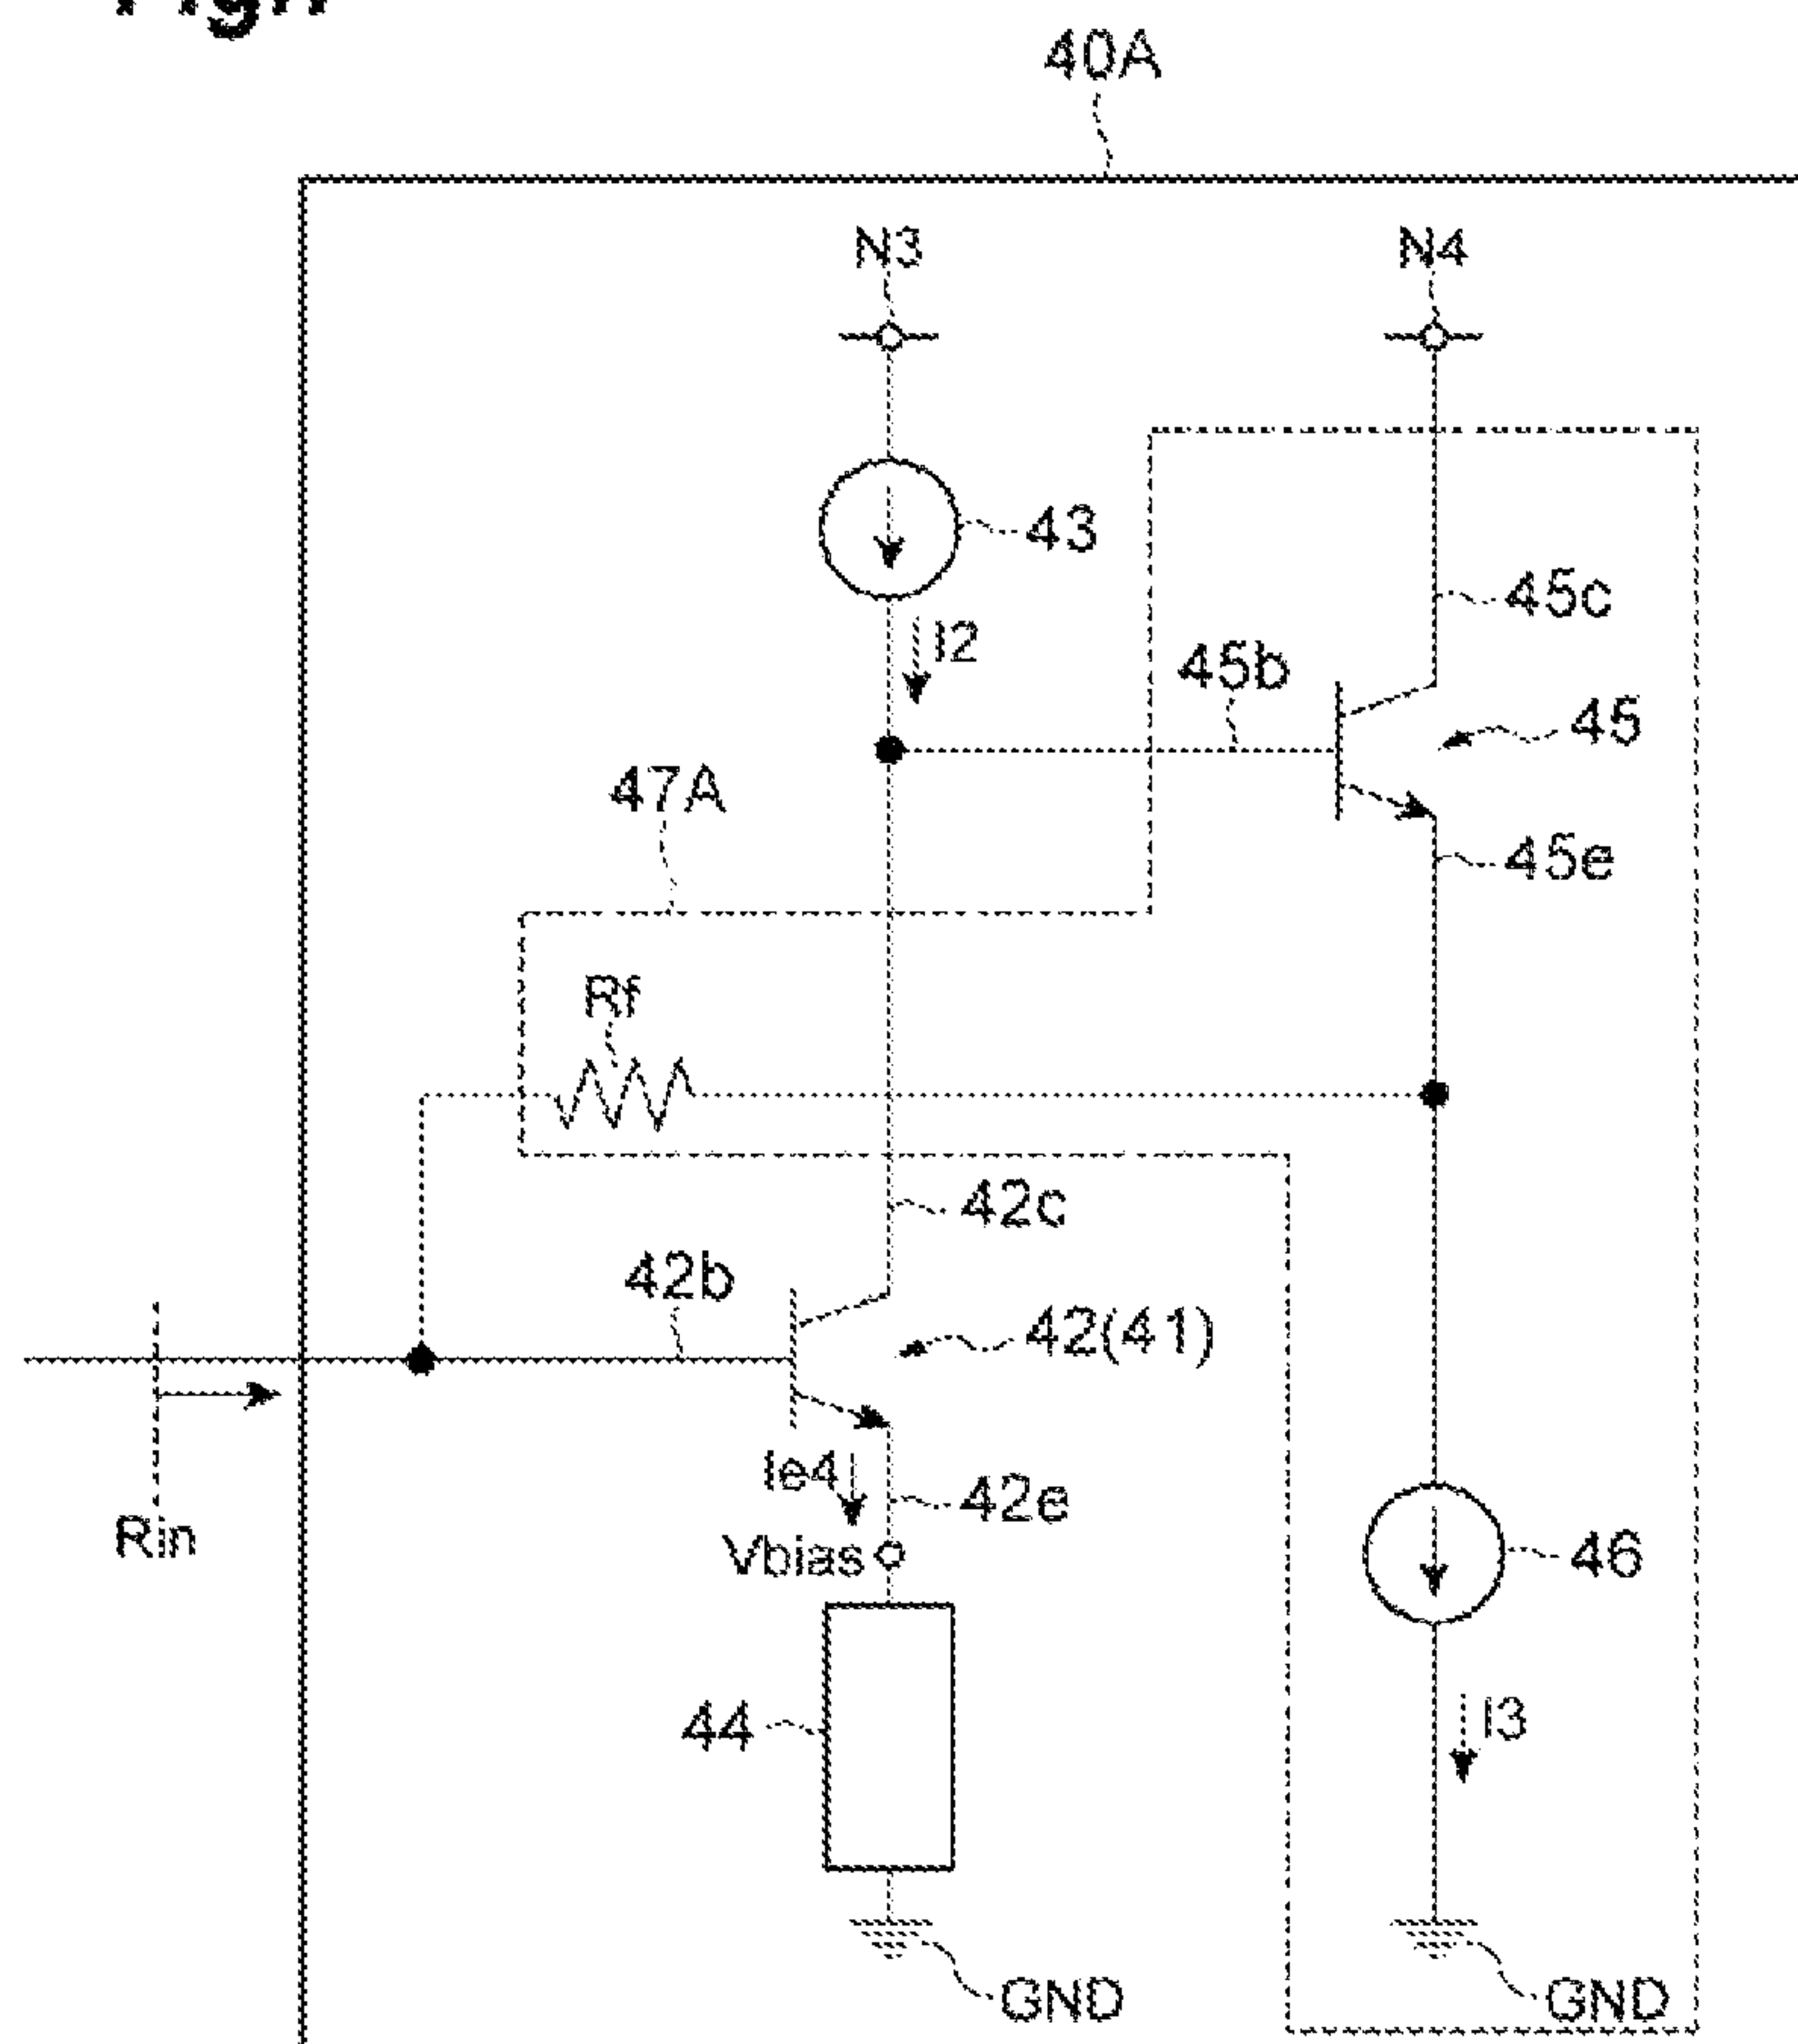 40A
N3
N4
43
I2
45c
45b
45
47A
45e
Rf
42c
42b
42(41)
Ie4
42e
Rin
Vbias
46
44
I3
GND
GND